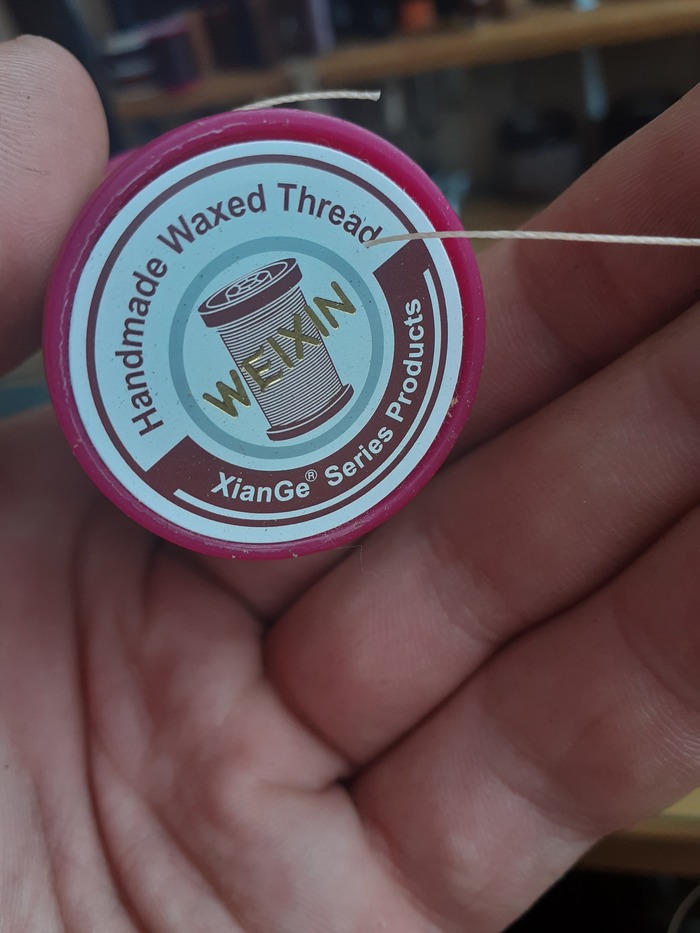 Handmade Waxed Thread
WEIXIN
XianGe® Series Products